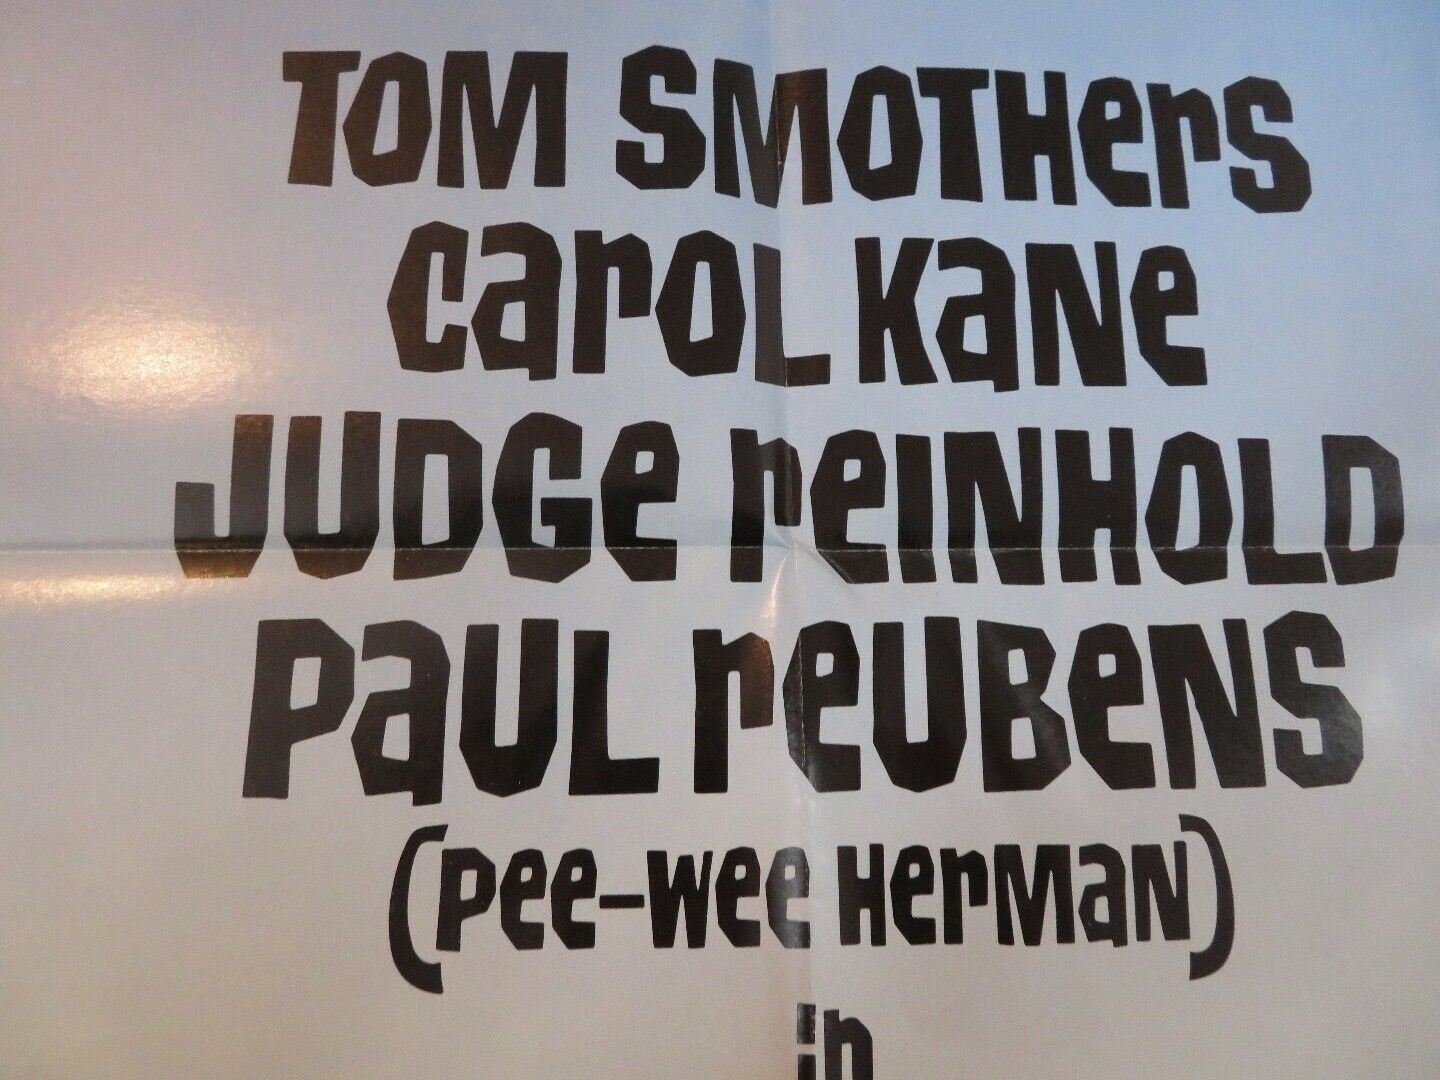 TOM SMOTHerS
carOL KaNe
JUDGe reINHOLD
PaUL reUBeNS
(Pee-Wee HerMaN)
in